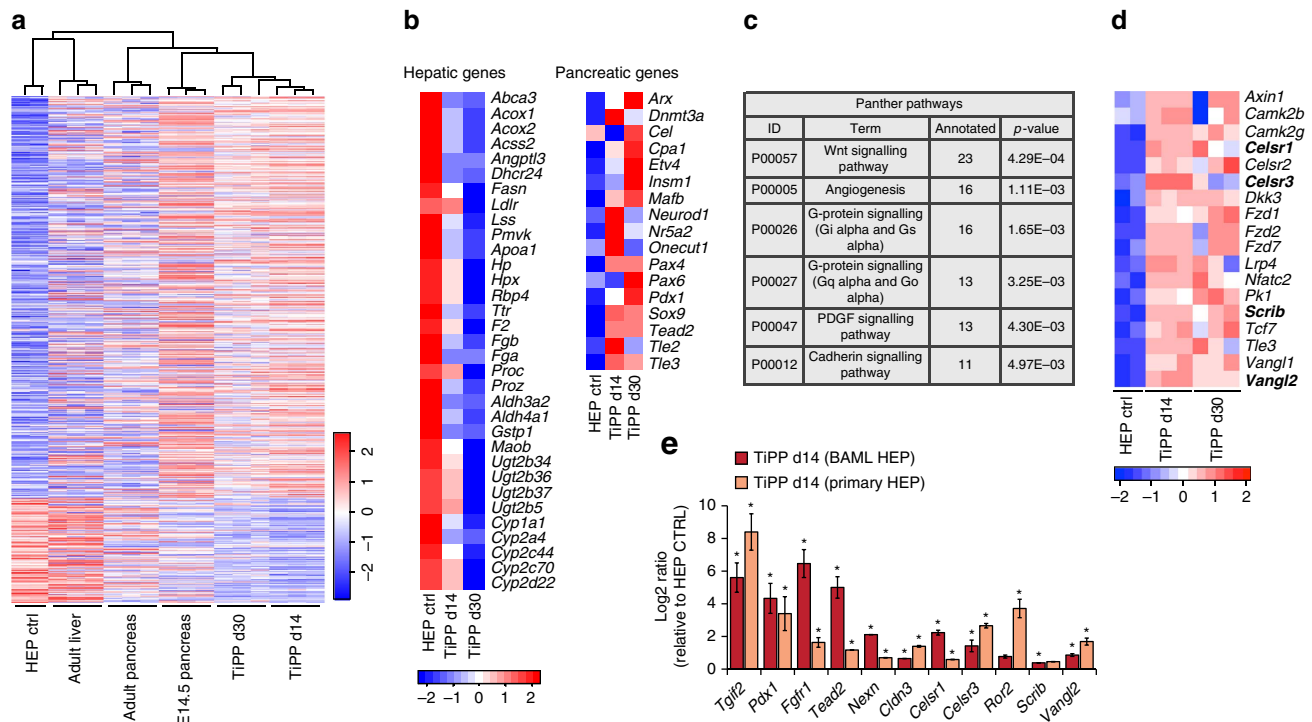 a
HEP ctrl
Adult liver
Adult pancreas
E14.5 pancreas
TiPP d30
TiPP d14
2
1
0
−1
−2
b
Hepatic genes
Abca3
Acox1
Acox2
Acss2
Angptl3
Dhcr24
Fasn
Ldlr
Lss
Pmvk
Apoa1
Hp
Hpx
Rbp4
Ttr
F2
Fgb
Fga
Proc
Proz
Aldh3a2
Aldh4a1
Gstp1
Maob
Ugt2b34
Ugt2b36
Ugt2b37
Ugt2b5
Cyp1a1
Cyp2a4
Cyp2c44
Cyp2c70
Cyp2d22
HEP ctrl
TiPP d14
TiPP d30
−2 −1 0 1 2
Pancreatic genes
Arx
Dnmt3a
Cel
Cpa1
Etv4
Insm1
Mafb
Neurod1
Nr5a2
Onecut1
Pax4
Pax6
Pdx1
Sox9
Tead2
Tle2
Tle3
HEP ctrl
TiPP d14
TiPP d30
c
Panther pathways
ID Term Annotated p-value
P00057 Wnt signalling pathway 23 4.29E−04
P00005 Angiogenesis 16 1.11E−03
P00026 G-protein signalling (Gi alpha and Gs alpha) 16 1.65E−03
P00027 G-protein signalling (Gq alpha and Go alpha) 13 3.25E−03
P00047 PDGF signalling pathway 13 4.30E−03
P00012 Cadherin signalling pathway 11 4.97E−03
d
Axin1
Camk2b
Camk2g
Celsr1
Celsr2
Celsr3
Dkk3
Fzd1
Fzd2
Fzd7
Lrp4
Nfatc2
Pk1
Scrib
Tcf7
Tle3
Vangl1
Vangl2
HEP ctrl
TiPP d14
TiPP d30
−2 −1 0 1 2
e
TiPP d14 (BAML HEP)
TiPP d14 (primary HEP)
Log2 ratio
(relative to HEP CTRL)
10
8
6
4
2
0
* * * * * * * * * * * * * * * * * * * *
Tgif2
Pdx1
Fgfr1
Tead2
Nexn
Cldn3
Celsr1
Celsr3
Ror2
Scrib
Vangl2